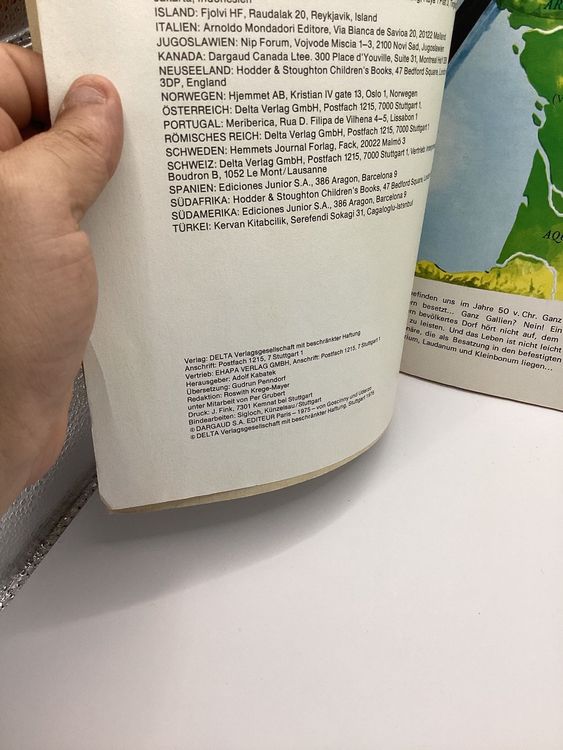 Jakarta, Indonesien
ISLAND: Fjolvi HF, Raudalak 20, Reykjavik, Island
ITALIEN: Arnoldo Mondadori Editore, Via Bianca de Savoia 20, 20122 Mailand
JUGOSLAWIEN: Nip Forum, Vojvode Miscia 1–3, 2100 Novi Sad, Jugoslawien
KANADA: Dargaud Canada Ltee. 300 Place d'Youville, Suite 31, Montreal
NEUSEELAND: Hodder & Stoughton Children's Books, 47 Bedford Square,
3DP, England
NORWEGEN: Hjemmet AB, Kristian IV gate 13, Oslo 1, Norwegen
ÖSTERREICH: Delta Verlag GmbH, Postfach 1215, 7000 Stuttgart 1
PORTUGAL: Meriberica, Rua D. Filipa de Vilhena 4–5, Lissabon 1
RÖMISCHES REICH: Delta Verlag GmbH, Postfach 1215, 7000 Stuttgart 1
SCHWEDEN: Hemmets Journal Forlag, Fack, 20022 Malmö 3
SCHWEIZ: Delta Verlag GmbH, Postfach 1215, 7000 Stuttgart 1, Vertrieb:
Boudron B, 1052 Le Mont/Lausanne
SPANIEN: Ediciones Junior S.A., 386 Aragon, Barcelona 9
SÜDAFRIKA: Hodder & Stoughton Children's Books, 47 Bedford Square,
SÜDAMERIKA: Ediciones Junior S.A., 386 Aragon, Barcelona 9
TÜRKEI: Kervan Kitabcilik, Serefendi Sokagi 31, Cagaloglu-Istanbul
Verlag: DELTA Verlagsgesellschaft mit beschränkter Haftung
Anschrift: Postfach 1215, 7 Stuttgart 1
Vertrieb: EHAPA VERLAG GMBH, Anschrift: Postfach 1215, 7 Stuttgart 1
Herausgeber: Adolf Kabatek
Übersetzung: Gudrun Penndorf
Redaktion: Roswith Krege-Mayer
unter Mitarbeit von Per Grubert
Druck: J. Fink, 7301 Kemnat bei Stuttgart
Bindearbeiten: Sigloch, Künzelsau/Stuttgart
© DARGAUD S.A. EDITEUR Paris – 1975 – von Goscinny und Uderzo
© DELTA Verlagsgesellschaft mit beschränkter Haftung, Stuttgart 1976
AR
AQU
efinden uns im Jahre 50 v. Chr. Ganz
rn besetzt... Ganz Gallien? Nein! Ein
rn bevölkertes Dorf hört nicht auf, dem
zu leisten. Und das Leben ist nicht leicht
näre, die als Besatzung in den befestigten
ium, Laudanum und Kleinbonum liegen...